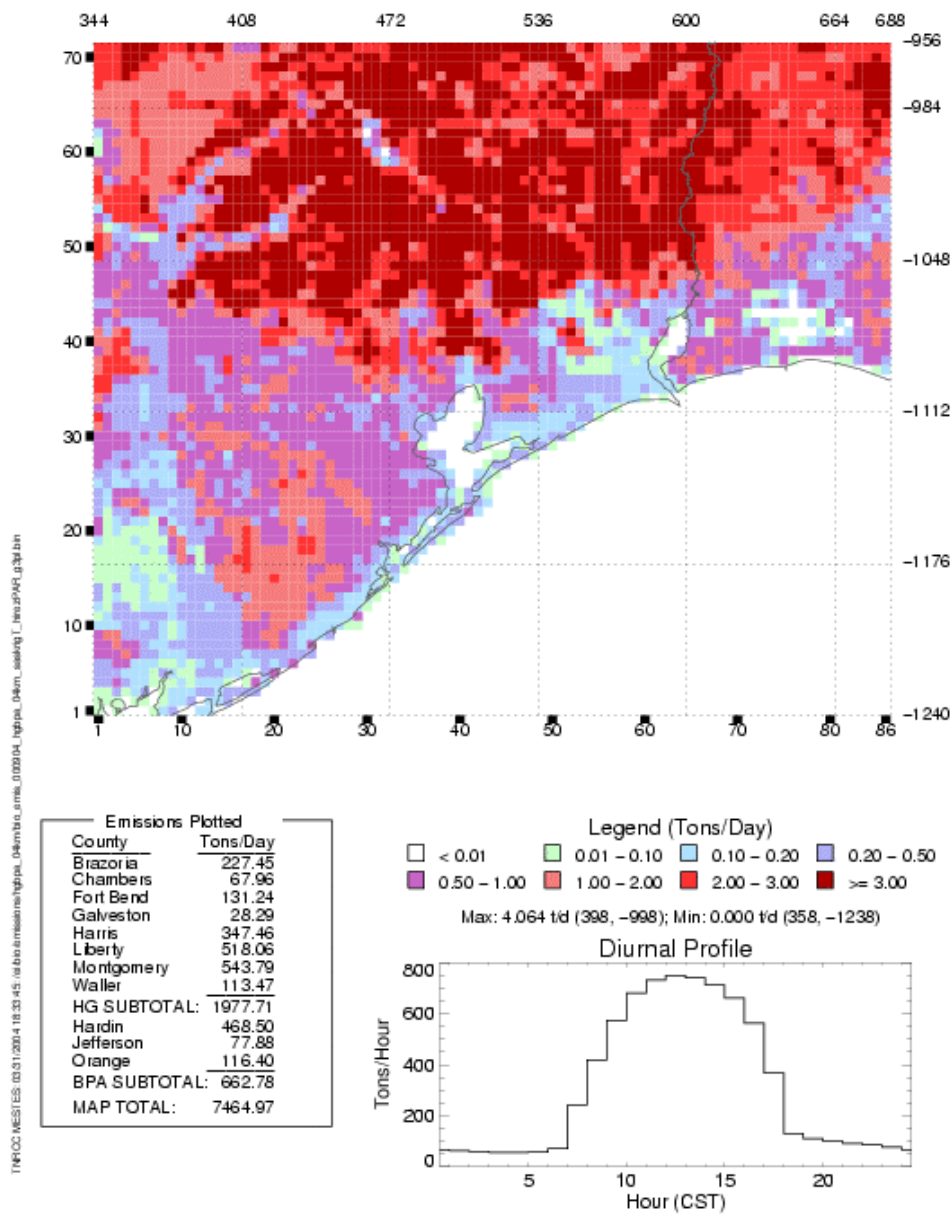 344 408 472 536 600 664 688
-956
70
-984
60
50
-1048
40
-1112
30
20
-1176
10
1
-1240
1 10 20 30 40 50 60 70 80 86
Emissions Plotted
County Tons/Day
Brazoria 227.45
Chambers 67.96
Fort Bend 131.24
Galveston 28.29
Harris 347.46
Liberty 518.06
Montgomery 543.79
Waller 113.47
HG SUBTOTAL: 1977.71
Hardin 468.50
Jefferson 77.88
Orange 116.40
BPA SUBTOTAL: 662.78
MAP TOTAL: 7464.97
Legend (Tons/Day)
< 0.01 0.01 - 0.10 0.10 - 0.20 0.20 - 0.50
0.50 - 1.00 1.00 - 2.00 2.00 - 3.00 >= 3.00
Max: 4.064 t/d (398, -998); Min: 0.000 t/d (358, -1238)
Diurnal Profile
800
600
400
200
0
Tons/Hour
5 10 15 20
Hour (CST)